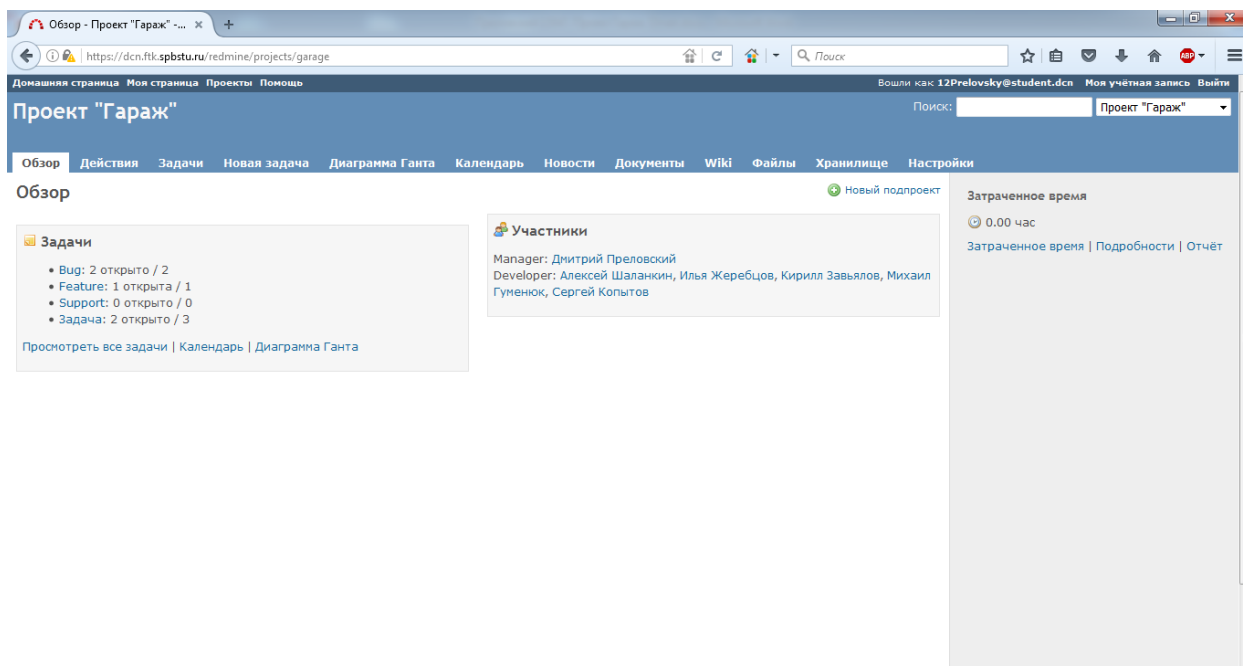 Обзор - Проект "Гараж" -...
https://dcn.ftk.spbstu.ru/redmine/projects/garage
Поиск
ABP
Домашняя страница Моя страница Проекты Помощь
Вошли как 12Prelovsky@student.dcn Моя учётная запись Выйти
Проект "Гараж"
Поиск:
Проект "Гараж"
Обзор Действия Задачи Новая задача Диаграмма Ганта Календарь Новости Документы Wiki Файлы Хранилище Настройки
Обзор
Новый подпроект
Задачи
Bug: 2 открыто / 2
Feature: 1 открыта / 1
Support: 0 открыто / 0
Задача: 2 открыто / 3
Просмотреть все задачи | Календарь | Диаграмма Ганта
Участники
Manager: Дмитрий Преловский
Developer: Алексей Шаланкин, Илья Жеребцов, Кирилл Завьялов, Михаил
Гуменюк, Сергей Копытов
Затраченное время
0.00 час
Затраченное время | Подробности | Отчёт